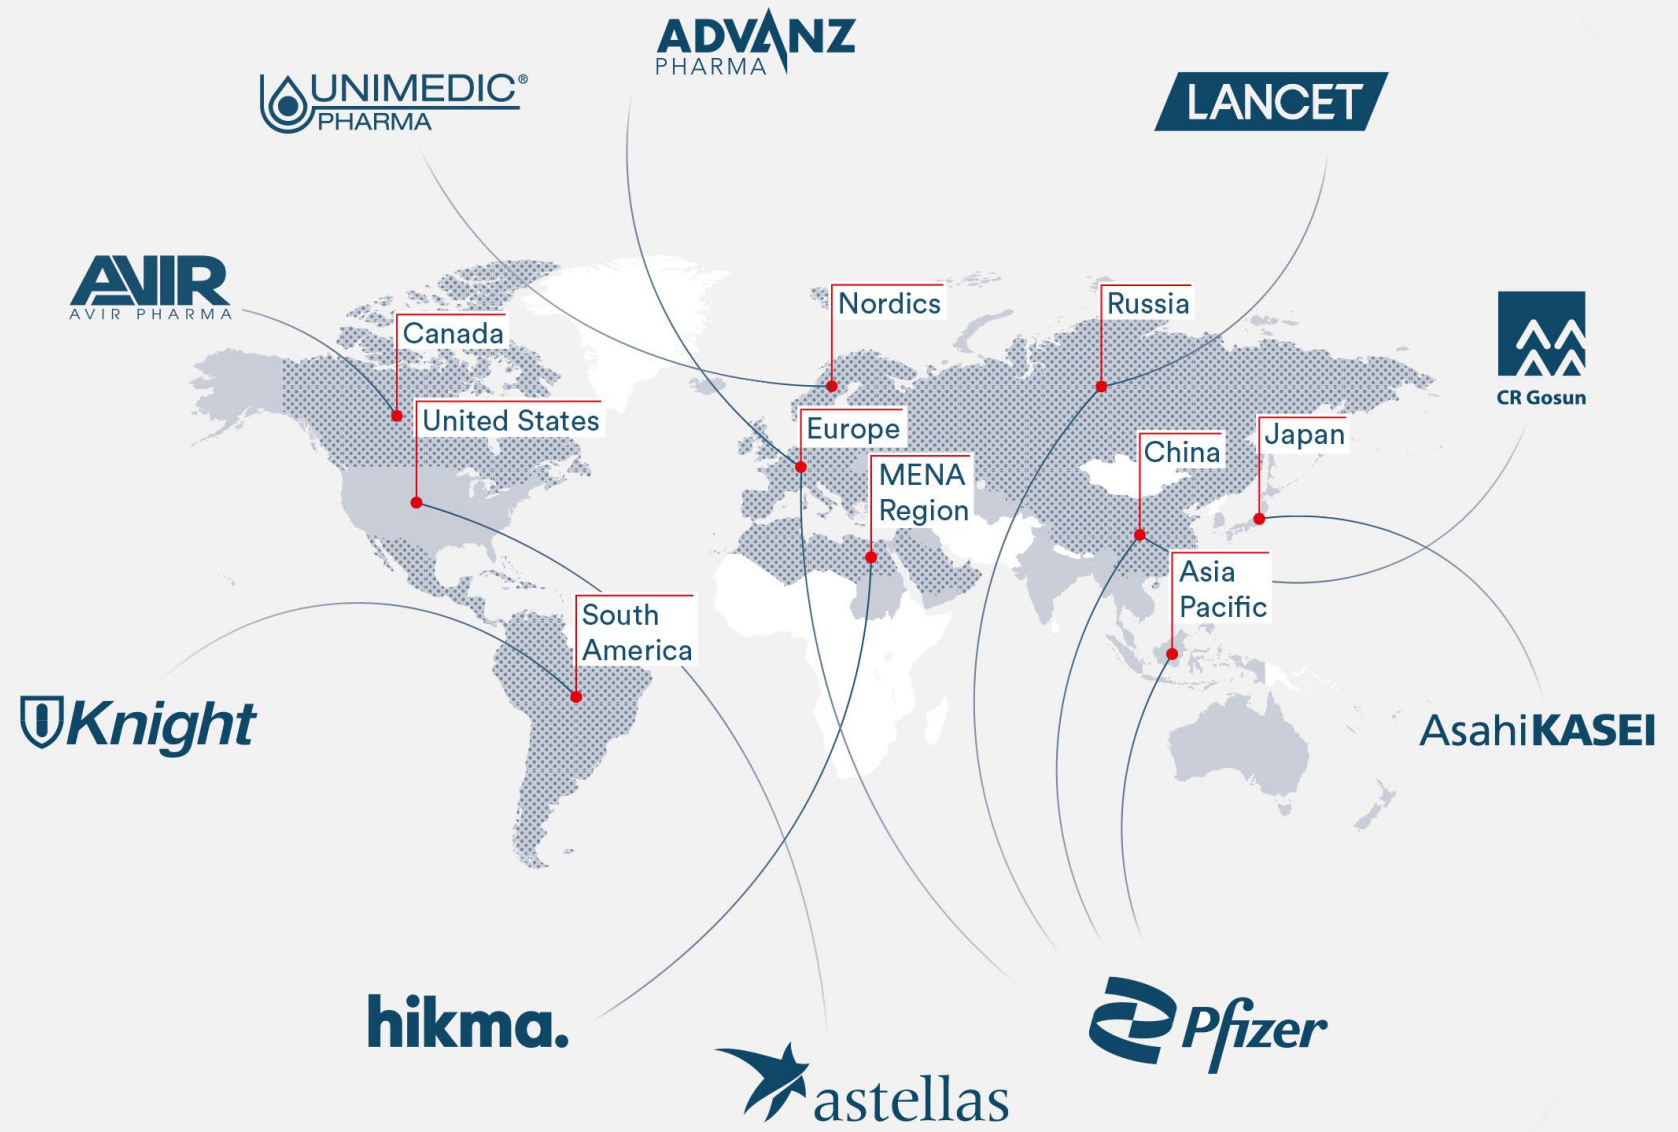 ADVANZ
PHARMA
UNIMEDIC®
PHARMA
LANCET
AVIR
AVIR PHARMA
Canada
Nordics
Russia
CR Gosun
United States
Europe
China
Japan
MENA
Region
Asia
Pacific
South
America
Knight
AsahiKASEI
hikma.
Pfizer
astellas